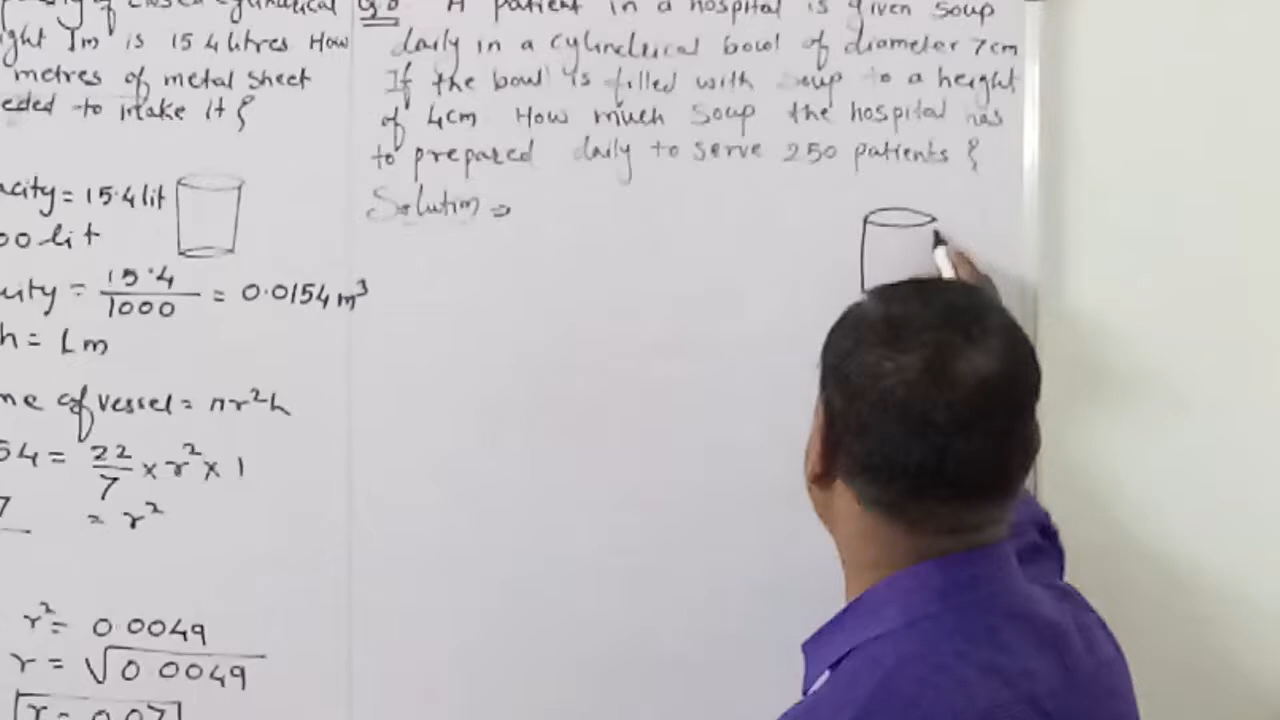 of closed cylindrical
ight 1m is 15.4 litres How
metres of metal sheet
eded to make it ?
acity = 15.4 lit
00 lit
city = 15.4 / 1000 = 0.0154 m³
h = 1m
me of vessel = πr²h
54 = 22/7 × r² × 1
7 = r²
r² = 0.0049
r = √0.0049
r = 0.07
A patient in a hospital is given soup
daily in a cylinderical bowl of diameter 7cm
If the bowl is filled with soup to a height
of 4cm How much soup the hospital has
to prepared daily to serve 250 patients ?
Solution ⇒